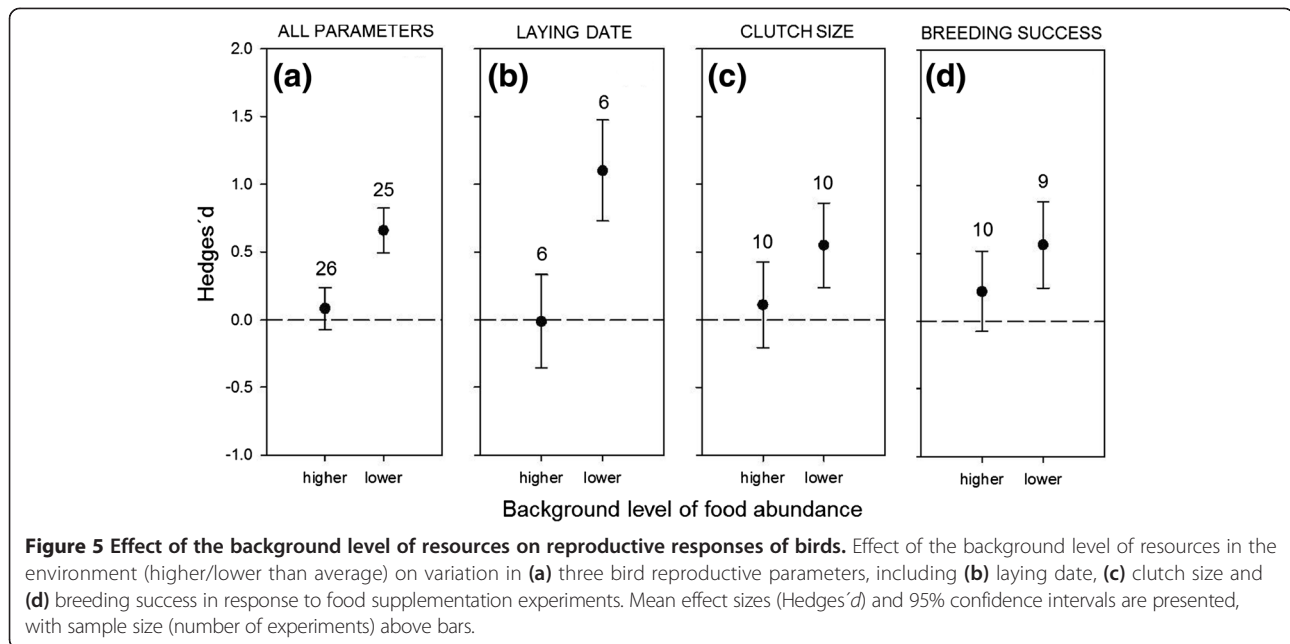 ALL PARAMETERS LAYING DATE CLUTCH SIZE BREEDING SUCCESS
(a) (b) (c) (d)
2.0
1.5
1.0
0.5
0.0
-0.5
-1.0
Hedges´d
26 25
6 6
10 10
10 9
higher lower higher lower higher lower higher lower
Background level of food abundance
Figure 5 Effect of the background level of resources on reproductive responses of birds. Effect of the background level of resources in the
environment (higher/lower than average) on variation in (a) three bird reproductive parameters, including (b) laying date, (c) clutch size and
(d) breeding success in response to food supplementation experiments. Mean effect sizes (Hedges´d) and 95% confidence intervals are presented,
with sample size (number of experiments) above bars.